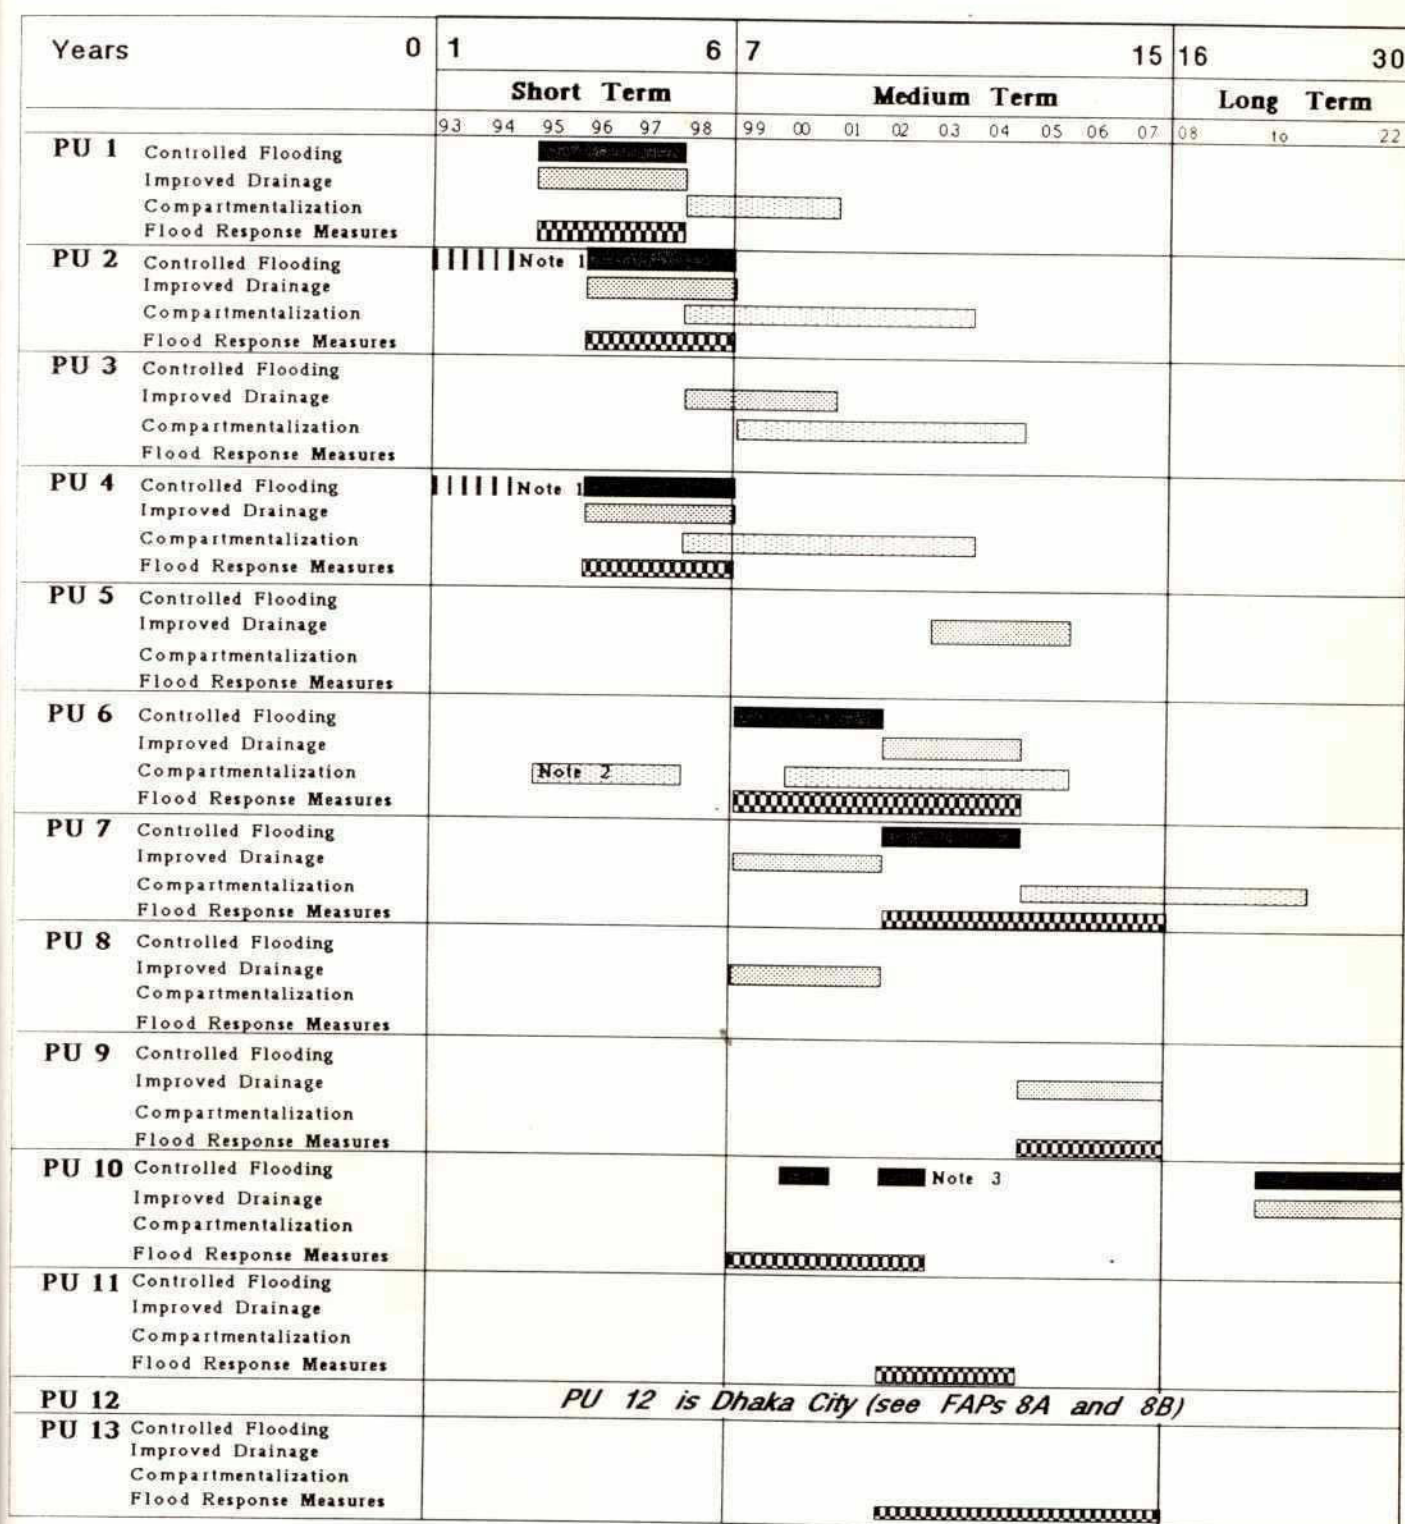 Years 0 1 6 7 15 16 30
Short Term Medium Term Long Term
93 94 95 96 97 98 99 00 01 02 03 04 05 06 07 08 to 22
PU 1 Controlled Flooding
Improved Drainage
Compartmentalization
Flood Response Measures
PU 2 Controlled Flooding Note 1
Improved Drainage
Compartmentalization
Flood Response Measures
PU 3 Controlled Flooding
Improved Drainage
Compartmentalization
Flood Response Measures
PU 4 Controlled Flooding Note 1
Improved Drainage
Compartmentalization
Flood Response Measures
PU 5 Controlled Flooding
Improved Drainage
Compartmentalization
Flood Response Measures
PU 6 Controlled Flooding
Improved Drainage
Compartmentalization Note 2
Flood Response Measures
PU 7 Controlled Flooding
Improved Drainage
Compartmentalization
Flood Response Measures
PU 8 Controlled Flooding
Improved Drainage
Compartmentalization
Flood Response Measures
PU 9 Controlled Flooding
Improved Drainage
Compartmentalization
Flood Response Measures
PU 10 Controlled Flooding Note 3
Improved Drainage
Compartmentalization
Flood Response Measures
PU 11 Controlled Flooding
Improved Drainage
Compartmentalization
Flood Response Measures
PU 12 PU 12 is Dhaka City (see FAPs 8A and 8B)
PU 13 Controlled Flooding
Improved Drainage
Compartmentalization
Flood Response Measures